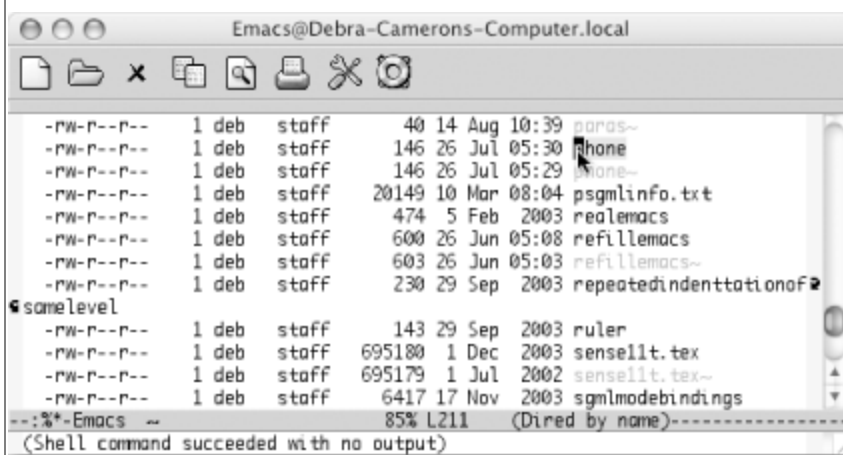 Emacs@Debra-Camerons-Computer.local
-rw-r--r-- 1 deb staff 40 14 Aug 10:39 paras~
-rw-r--r-- 1 deb staff 146 26 Jul 05:30 phone
-rw-r--r-- 1 deb staff 146 26 Jul 05:29 phone~
-rw-r--r-- 1 deb staff 20149 10 Mar 08:04 psgmlinfo.txt
-rw-r--r-- 1 deb staff 474 5 Feb 2003 realemacs
-rw-r--r-- 1 deb staff 600 26 Jun 05:08 refillemacs
-rw-r--r-- 1 deb staff 603 26 Jun 05:03 refillemacs~
-rw-r--r-- 1 deb staff 230 29 Sep 2003 repeatedindenttationof
samelevel
-rw-r--r-- 1 deb staff 143 29 Sep 2003 ruler
-rw-r--r-- 1 deb staff 695180 1 Dec 2003 sense11t.tex
-rw-r--r-- 1 deb staff 695179 1 Jul 2002 sense11t.tex~
-rw-r--r-- 1 deb staff 6417 17 Nov 2003 sgmlmodebindings
--:%*-Emacs ~ 85% L211 (Dired by name)-----------------
(Shell command succeeded with no output)